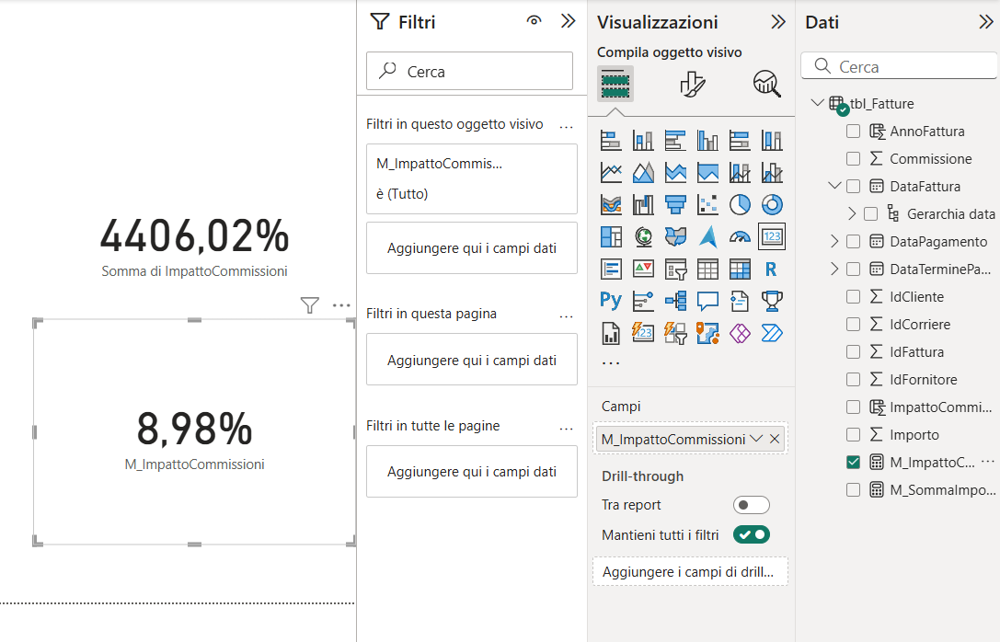 4406,02%
Somma di ImpattoCommissioni
8,98%
M_ImpattoCommissioni
Filtri
Cerca
Filtri in questo oggetto visivo
M_ImpattoCommis...
è (Tutto)
Aggiungere qui i campi dati
Filtri in questa pagina
Aggiungere qui i campi dati
Filtri in tutte le pagine
Aggiungere qui i campi dati
Visualizzazioni
Compila oggetto visivo
123
R
Py
123
Campi
M_ImpattoCommissioni
Drill-through
Tra report
Mantieni tutti i filtri
Aggiungere i campi di drill...
Dati
Cerca
tbl_Fatture
AnnoFattura
Commissione
DataFattura
Gerarchia data
DataPagamento
DataTerminePa...
IdCliente
IdCorriere
IdFattura
IdFornitore
ImpattoCommi...
Importo
M_ImpattoC...
M_SommaImpo...